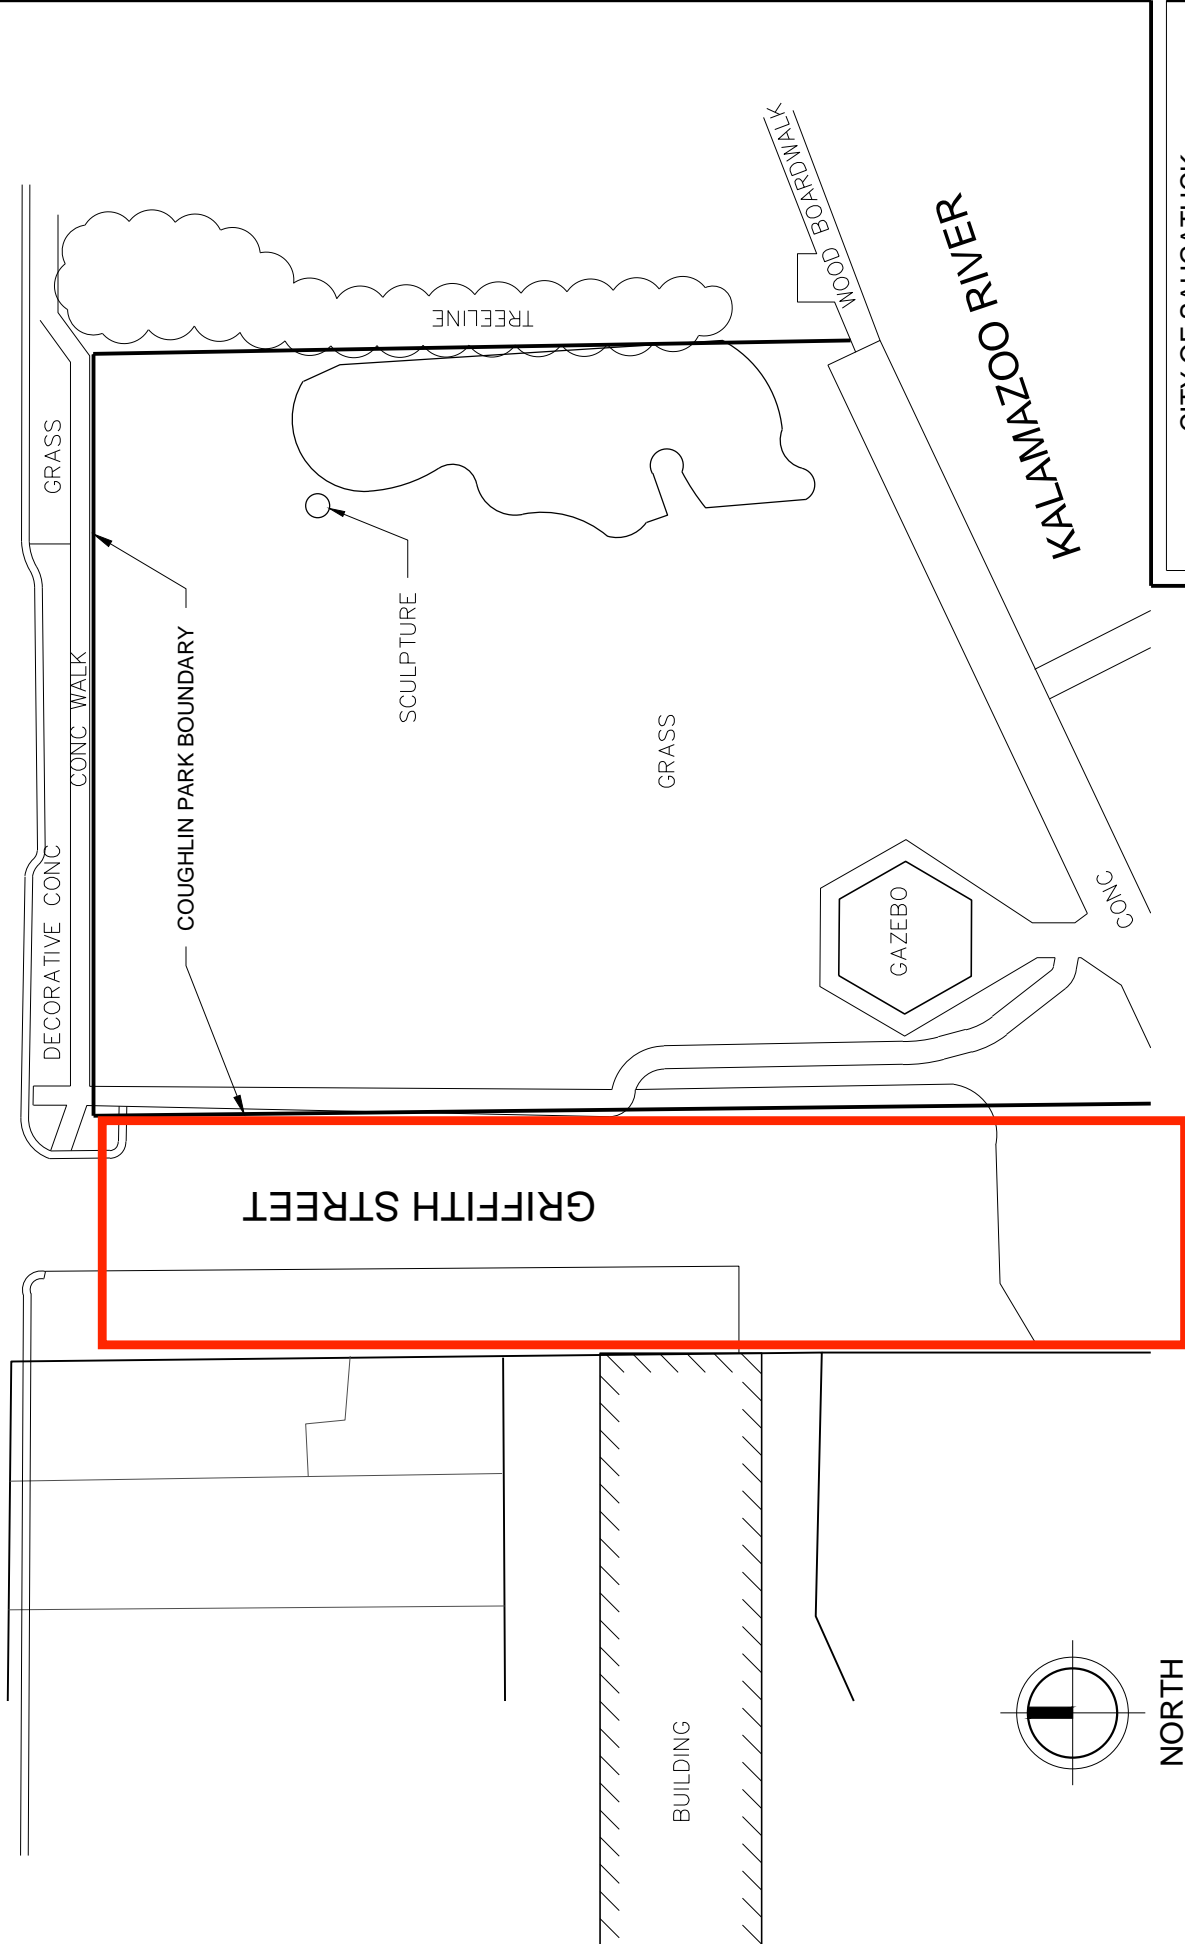 WOOD BOARDWALK
KALAMAZOO RIVER
TREELINE
GRASS
CONC WALK
DECORATIVE CONC
COUGHLIN PARK BOUNDARY
SCULPTURE
GRASS
GAZEBO
CONC
GRIFFITH STREET
BUILDING
NORTH